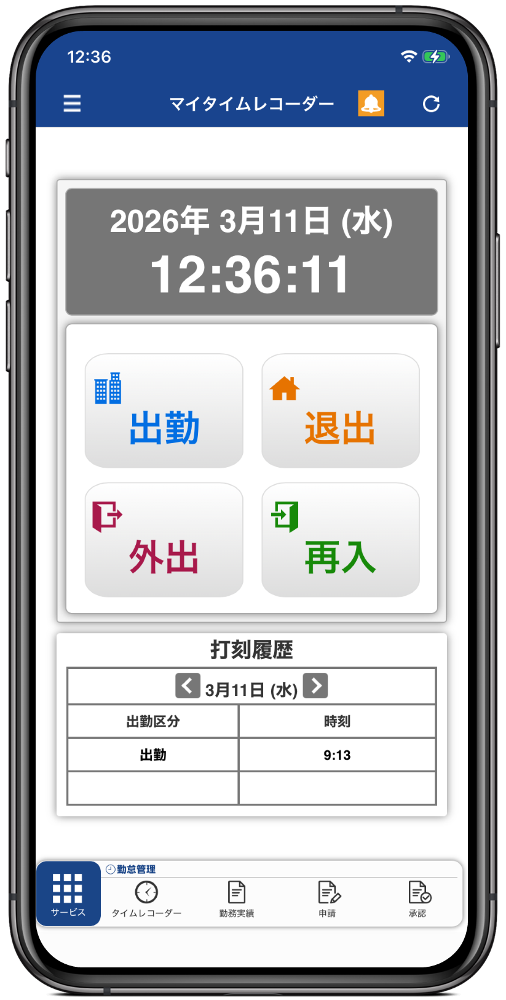 12:36
マイタイムレコーダー
2026年 3月11日 (水)
12:36:11
出勤
退出
外出
再入
打刻履歴
3月11日 (水)
出勤区分 時刻
出勤 9:13
勤怠管理
サービス
タイムレコーダー
勤務実績
申請
承認